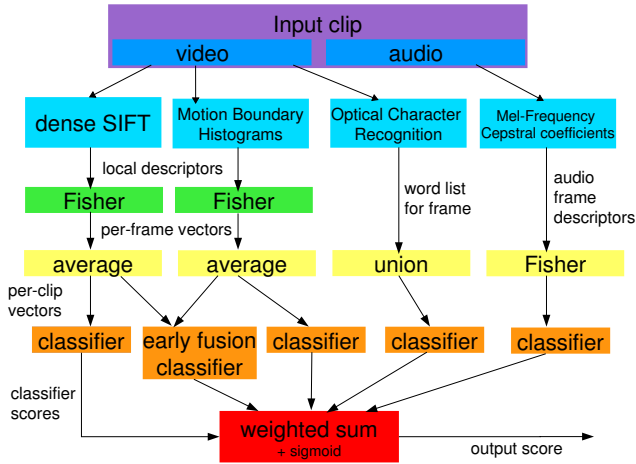 Input clip
video
audio
dense SIFT
Motion Boundary
Histograms
Optical Character
Recognition
Mel-Frequency
Cepstral coefficients
local descriptors
word list
for frame
audio
frame
descriptors
Fisher
Fisher
per-frame vectors
average
average
union
Fisher
per-clip
vectors
classifier
early fusion
classifier
classifier
classifier
classifier
classifier
scores
weighted sum
+ sigmoid
output score